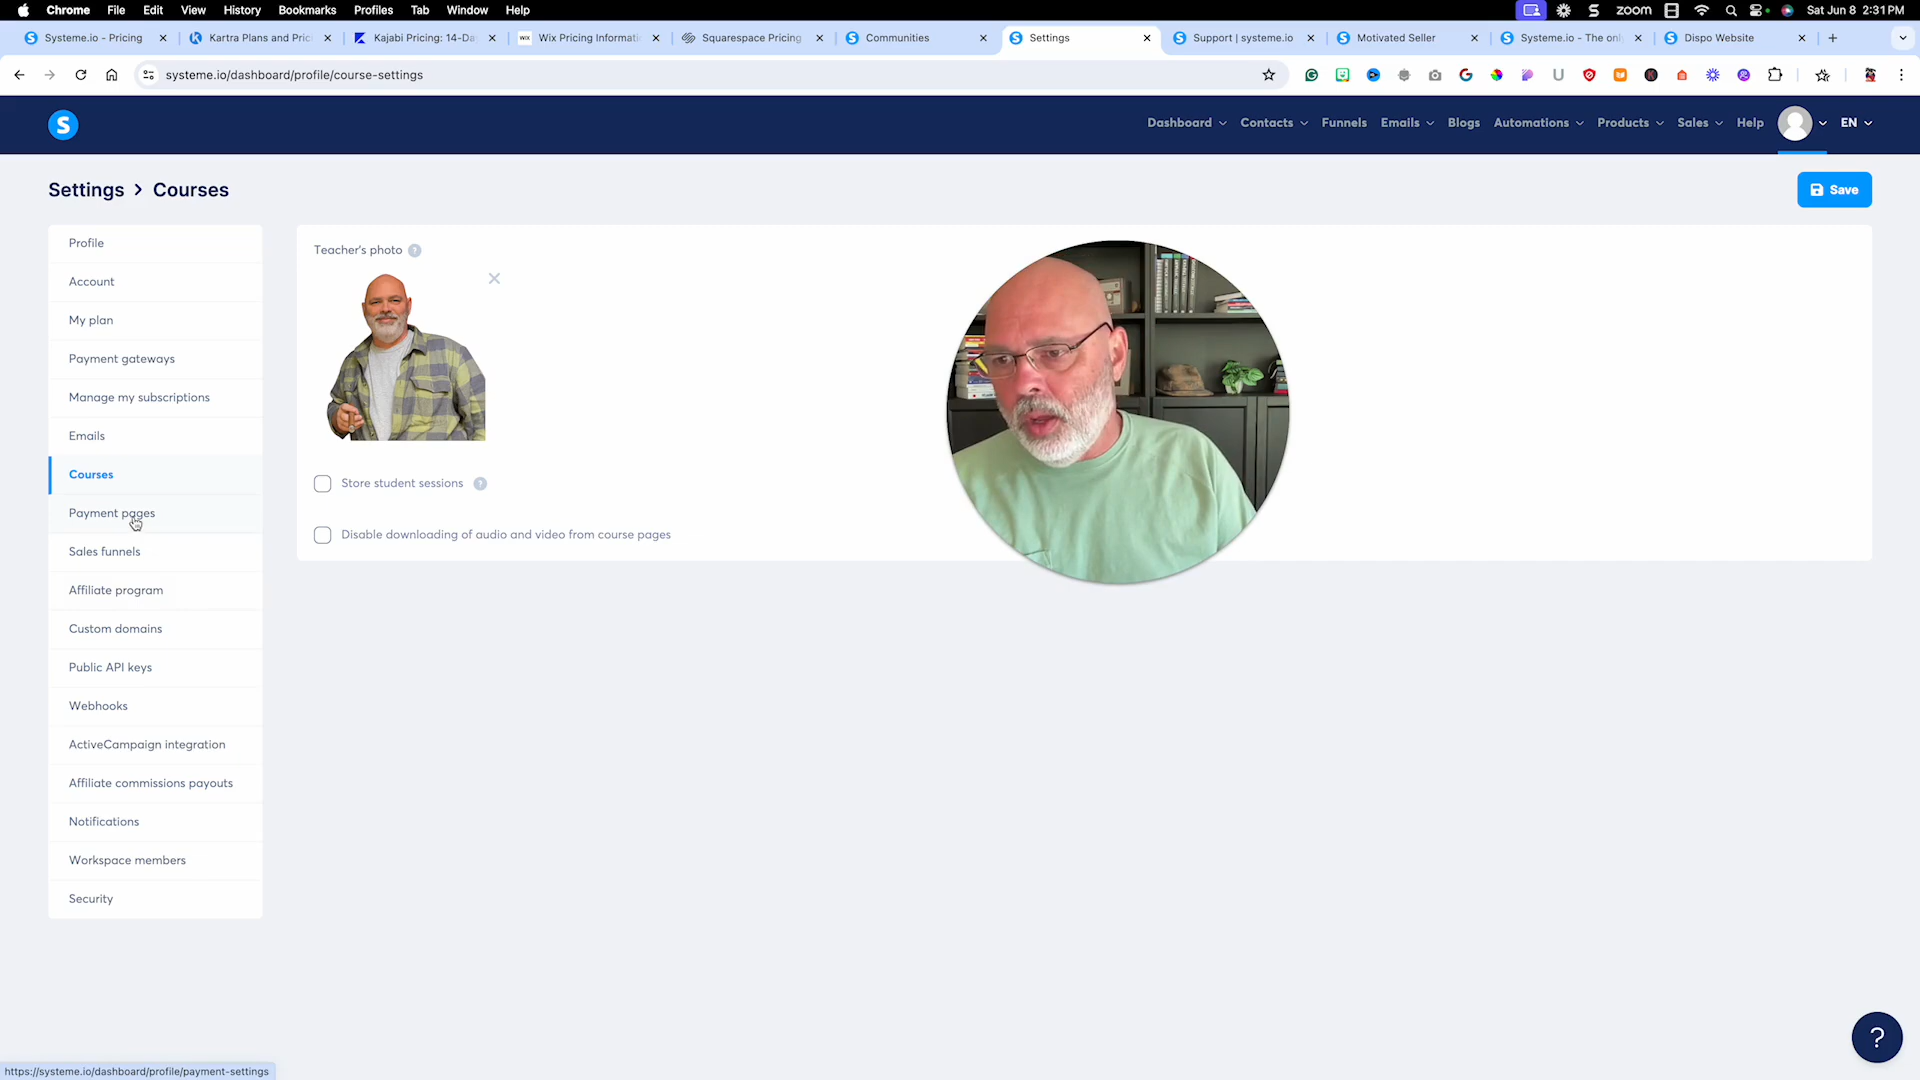 Chrome File Edit View History Bookmarks Profiles Tab Window Help
zoom Sat Jun 8 2:31PM
Systeme.io - Pricing
Kartra Plans and Pric
Kajabi Pricing: 14-Da
WIX Wix Pricing Informati
Squarespace Pricing
Communities
Settings
Support | systeme.io
Motivated Seller
Systeme.io - The onl
Dispo Website
systeme.io/dashboard/profile/course-settings
S
Dashboard Contacts Funnels Emails Blogs Automations Products Sales Help EN
Settings > Courses
Save
Profile
Account
My plan
Payment gateways
Manage my subscriptions
Emails
Courses
Payment pages
Sales funnels
Affiliate program
Custom domains
Public API keys
Webhooks
ActiveCampaign integration
Affiliate commissions payouts
Notifications
Workspace members
Security
Teacher's photo ?
Store student sessions ?
Disable downloading of audio and video from course pages
?
https://systeme.io/dashboard/profile/payment-settings